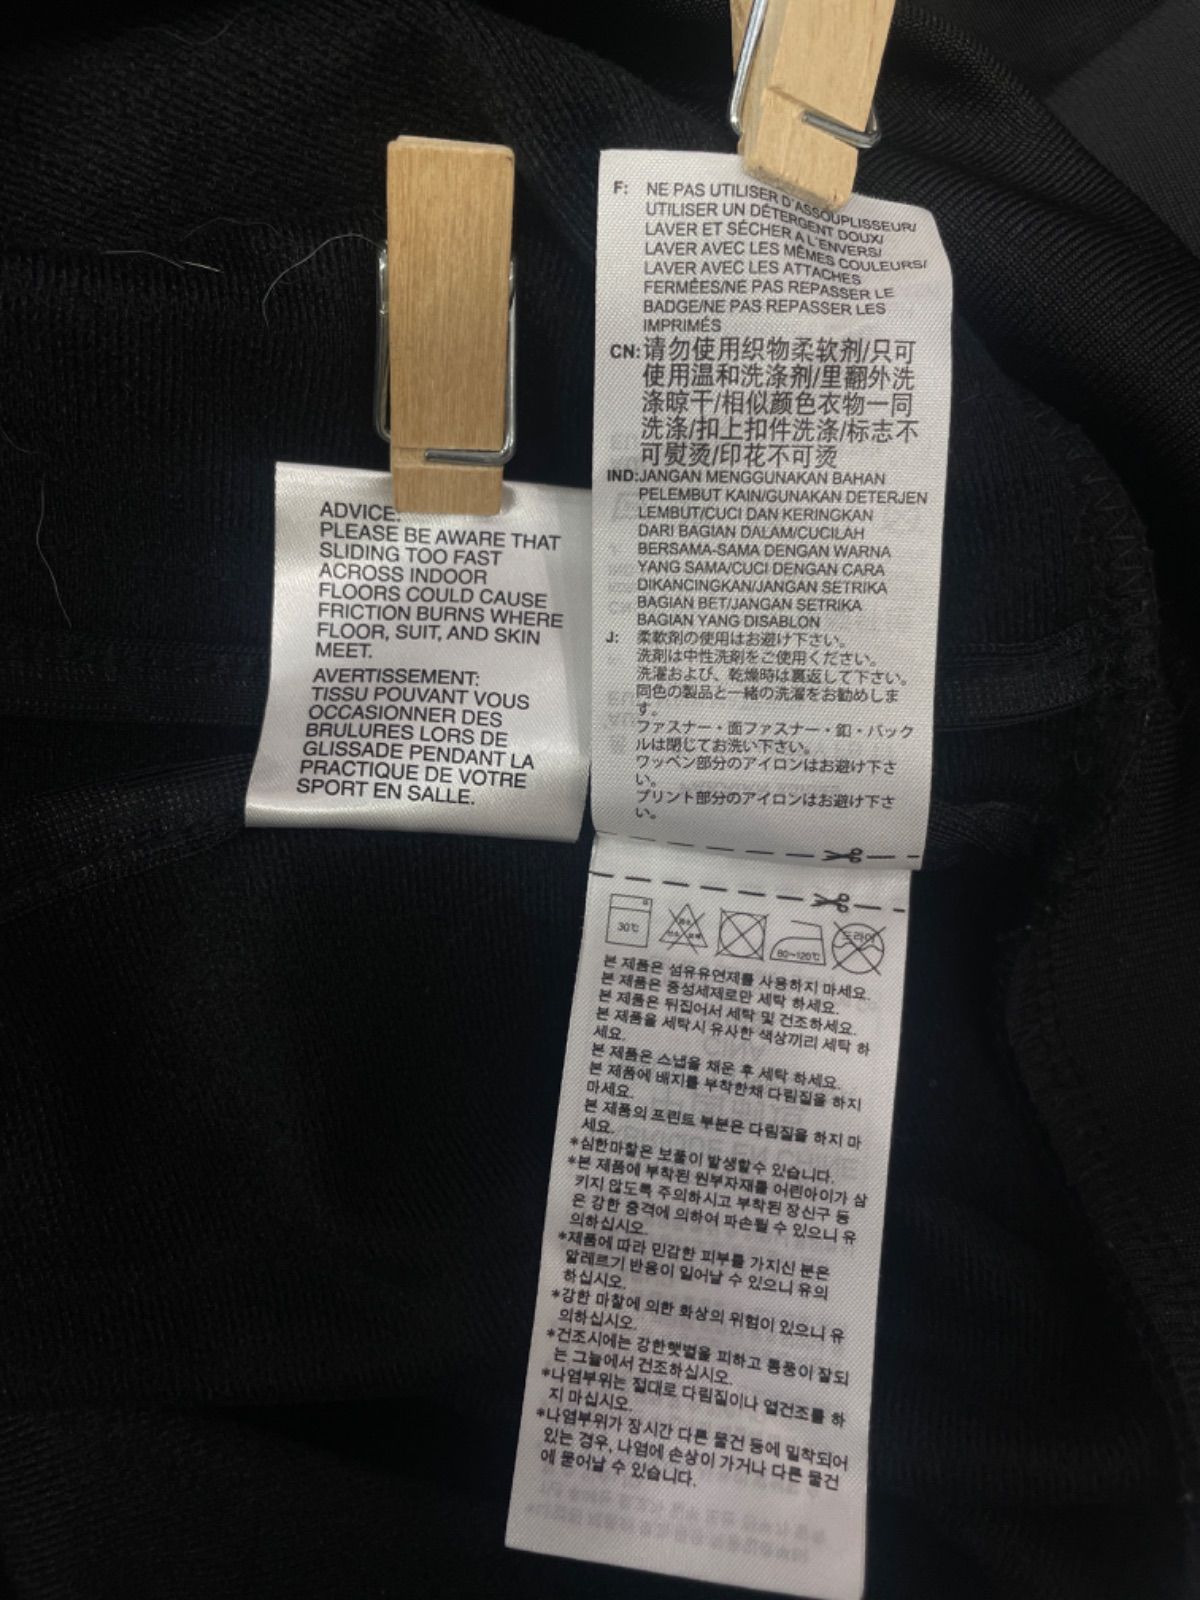 ADVICE:
PLEASE BE AWARE THAT
SLIDING TOO FAST
ACROSS INDOOR
FLOORS COULD CAUSE
FRICTION BURNS WHERE
FLOOR, SUIT, AND SKIN
MEET.
AVERTISSEMENT:
TISSU POUVANT VOUS
OCCASIONNER DES
BRULURES LORS DE
GLISSADE PENDANT LA
PRACTIQUE DE VOTRE
SPORT EN SALLE.
F: NE PAS UTILISER D'ASSOUPLISSEUR/
UTILISER UN DÉTERGENT DOUX/
LAVER ET SÉCHER A L'ENVERS/
LAVER AVEC LES MÊMES COULEURS/
LAVER AVEC LES ATTACHES
FERMÉES/NE PAS REPASSER LE
BADGE/NE PAS REPASSER LES
IMPRIMÉS
CN: 请勿使用织物柔软剂/只可
使用温和洗涤剂/里翻外洗
涤晾干/相似颜色衣物一同
洗涤/扣上扣件洗涤/标志不
可熨烫/印花不可烫
IND: JANGAN MENGGUNAKAN BAHAN
PELEMBUT KAIN/GUNAKAN DETERJEN
LEMBUT/CUCI DAN KERINGKAN
DARI BAGIAN DALAM/CUCILAH
BERSAMA-SAMA DENGAN WARNA
YANG SAMA/CUCI DENGAN CARA
DIKANCINGKAN/JANGAN SETRIKA
BAGIAN BET/JANGAN SETRIKA
BAGIAN YANG DISABLON
J: 柔軟剤の使用はお避け下さい。
洗剤は中性洗剤をご使用ください。
洗濯および、乾燥時は裏返して下さい。
同色の製品と一緒の洗濯をお勧めしま
す。
ファスナー・面ファスナー・釦・バック
ルは閉じてお洗い下さい。
ワッペン部分のアイロンはお避け下さ
い。
プリント部分のアイロンはお避け下さ
い。
30℃ 80~120℃ 드라이
본 제품은 섬유유연제를 사용하지 마세요.
본 제품은 중성세제로만 세탁 하세요.
본 제품은 뒤집어서 세탁 및 건조하세요.
본 제품을 세탁시 유사한 색상끼리 세탁 하
세요.
본 제품은 스냅을 채운 후 세탁 하세요.
본 제품에 배지를 부착한채 다림질을 하지
마세요.
본 제품의 프린트 부분은 다림질을 하지 마
세요.
*심한마찰은 보풀이 발생할수 있습니다.
*본 제품에 부착된 원부자재를 어린아이가 삼
키지 않도록 주의하시고 부착된 장신구 등
은 강한 충격에 의하여 파손될 수 있으니 유
의하십시오.
*제품에 따라 민감한 피부를 가지신 분은
알레르기 반응이 일어날 수 있으니 유의
하십시오.
*강한 마찰에 의한 화상의 위험이 있으니 유
의하십시오.
*건조시에는 강한햇볕을 피하고 통풍이 잘되
는 그늘에서 건조하십시오.
*나염부위는 절대로 다림질이나 열건조를 하
지 마십시오.
*나염부위가 장시간 다른 물건 등에 밀착되어
있는 경우, 나염에 손상이 가거나 다른 물건
에 묻어날 수 있습니다.